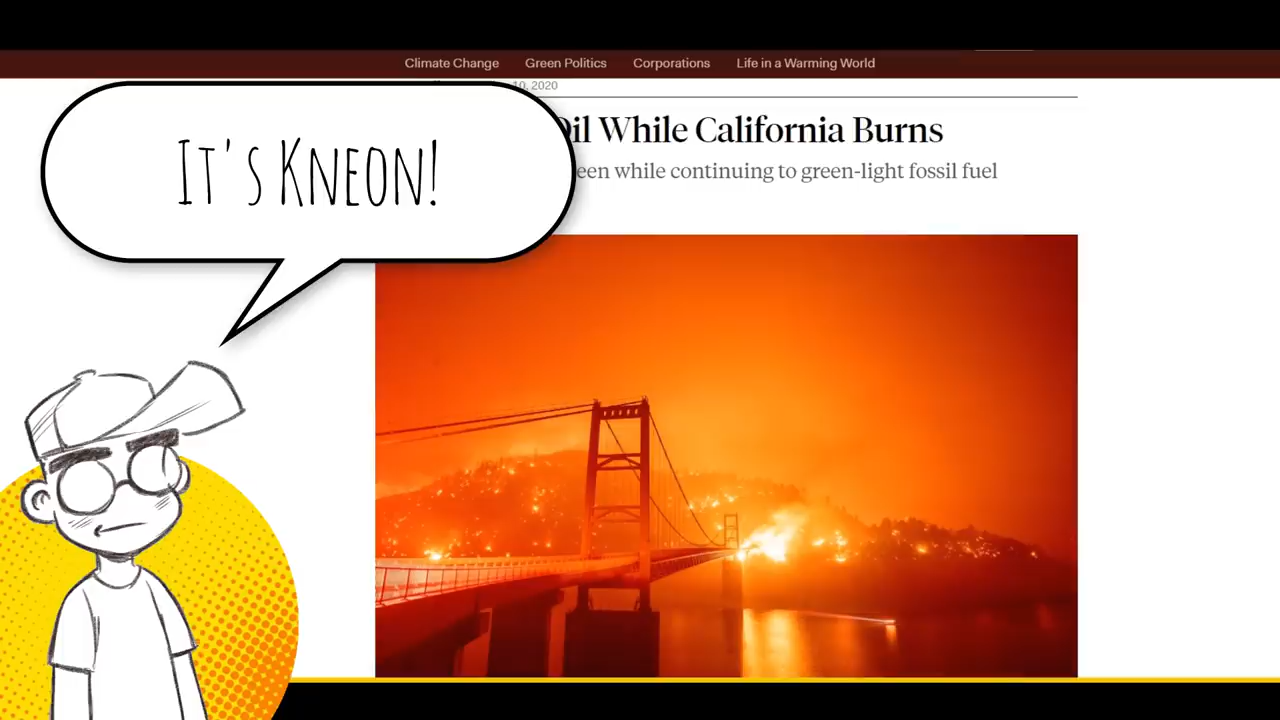 Climate Change Green Politics Corporations Life in a Warming World
10, 2020
It's Kneon!
Oil While California Burns
while continuing to green-light fossil fuel